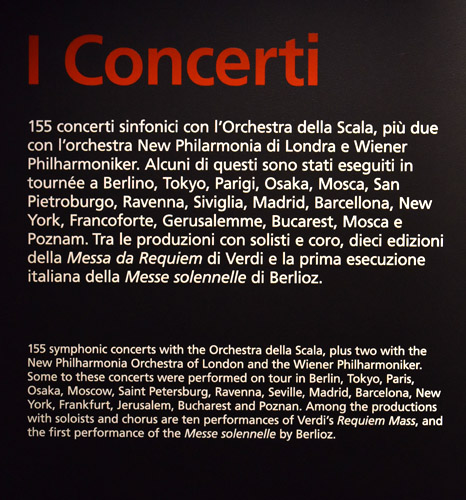 I Concerti
155 concerti sinfonici con l'Orchestra della Scala, più due
con l'orchestra New Philarmonia di Londra e Wiener
Philharmoniker. Alcuni di questi sono stati eseguiti in
tournée a Berlino, Tokyo, Parigi, Osaka, Mosca, San
Pietroburgo, Ravenna, Siviglia, Madrid, Barcellona, New
York, Francoforte, Gerusalemme, Bucarest, Mosca e
Poznam. Tra le produzioni con solisti e coro, dieci edizioni
della Messa da Requiem di Verdi e la prima esecuzione
italiana della Messe solennelle di Berlioz.
155 symphonic concerts with the Orchestra della Scala, plus two with the
New Philharmonia Orchestra of London and the Wiener Philharmoniker.
Some to these concerts were performed on tour in Berlin, Tokyo, Paris,
Osaka, Moscow, Saint Petersburg, Ravenna, Seville, Madrid, Barcelona, New
York, Frankfurt, Jerusalem, Bucharest and Poznan. Among the productions
with soloists and chorus are ten performances of Verdi's Requiem Mass, and
the first performance of the Messe solennelle by Berlioz.